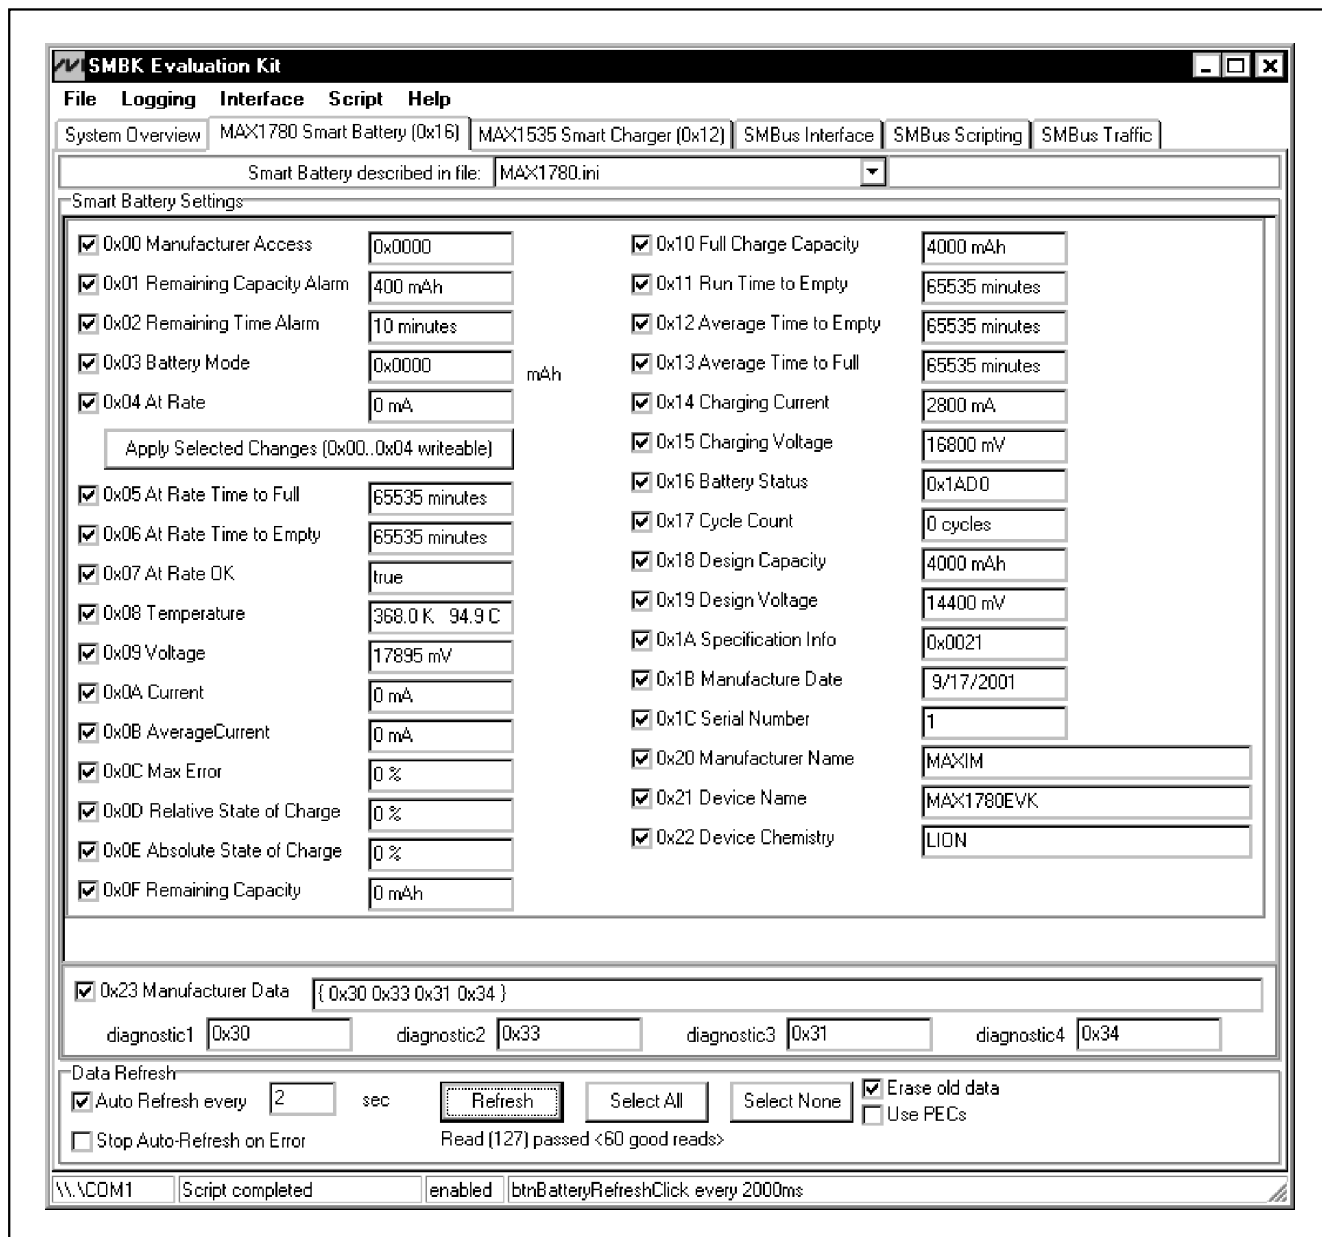 SMBK Evaluation Kit
File Logging Interface Script Help
System Overview MAX1780 Smart Battery (0x16) MAX1535 Smart Charger (0x12) SMBus Interface SMBus Scripting SMBus Traffic
Smart Battery described in file: MAX1780.ini
Smart Battery Settings
0x00 Manufacturer Access 0x0000
0x01 Remaining Capacity Alarm 400 mAh
0x02 Remaining Time Alarm 10 minutes
0x03 Battery Mode 0x0000 mAh
0x04 At Rate 0 mA
Apply Selected Changes (0x00..0x04 writeable)
0x05 At Rate Time to Full 65535 minutes
0x06 At Rate Time to Empty 65535 minutes
0x07 At Rate OK true
0x08 Temperature 368.0 K 94.9 C
0x09 Voltage 17895 mV
0x0A Current 0 mA
0x0B AverageCurrent 0 mA
0x0C Max Error 0 %
0x0D Relative State of Charge 0 %
0x0E Absolute State of Charge 0 %
0x0F Remaining Capacity 0 mAh
0x10 Full Charge Capacity 4000 mAh
0x11 Run Time to Empty 65535 minutes
0x12 Average Time to Empty 65535 minutes
0x13 Average Time to Full 65535 minutes
0x14 Charging Current 2800 mA
0x15 Charging Voltage 16800 mV
0x16 Battery Status 0x1AD0
0x17 Cycle Count 0 cycles
0x18 Design Capacity 4000 mAh
0x19 Design Voltage 14400 mV
0x1A Specification Info 0x0021
0x1B Manufacture Date 9/17/2001
0x1C Serial Number 1
0x20 Manufacturer Name MAXIM
0x21 Device Name MAX1780EVK
0x22 Device Chemistry LION
0x23 Manufacturer Data { 0x30 0x33 0x31 0x34 }
diagnostic1 0x30 diagnostic2 0x33 diagnostic3 0x31 diagnostic4 0x34
Data Refresh
Auto Refresh every 2 sec Refresh Select All Select None Erase old data
Use PECs
Stop Auto-Refresh on Error Read (127) passed <60 good reads>
\\.\COM1 Script completed enabled btnBatteryRefreshClick every 2000ms